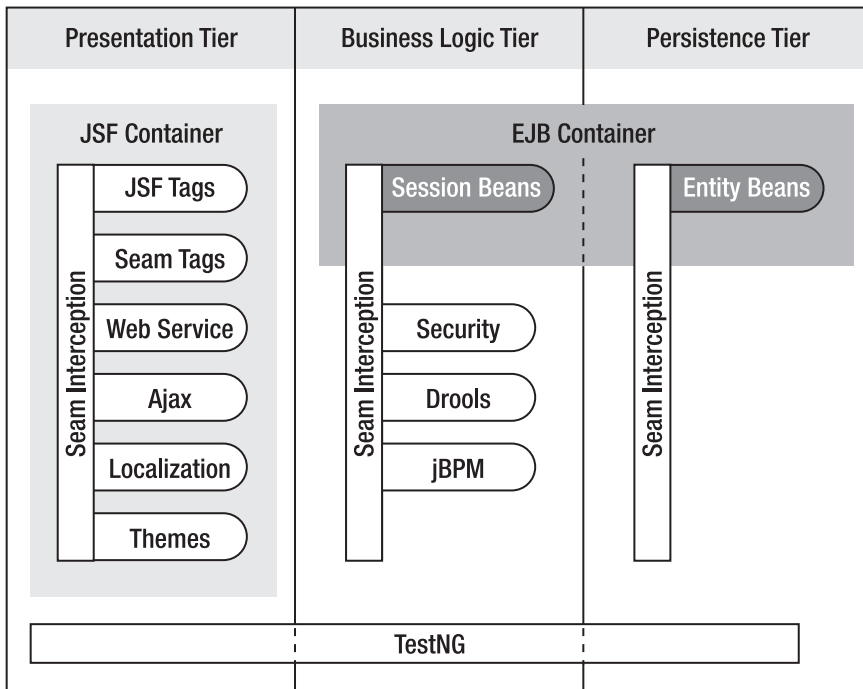 Presentation Tier
Business Logic Tier
Persistence Tier
JSF Container
Seam Interception
JSF Tags
Seam Tags
Web Service
Ajax
Localization
Themes
EJB Container
Seam Interception
Session Beans
Security
Drools
jBPM
Seam Interception
Entity Beans
TestNG